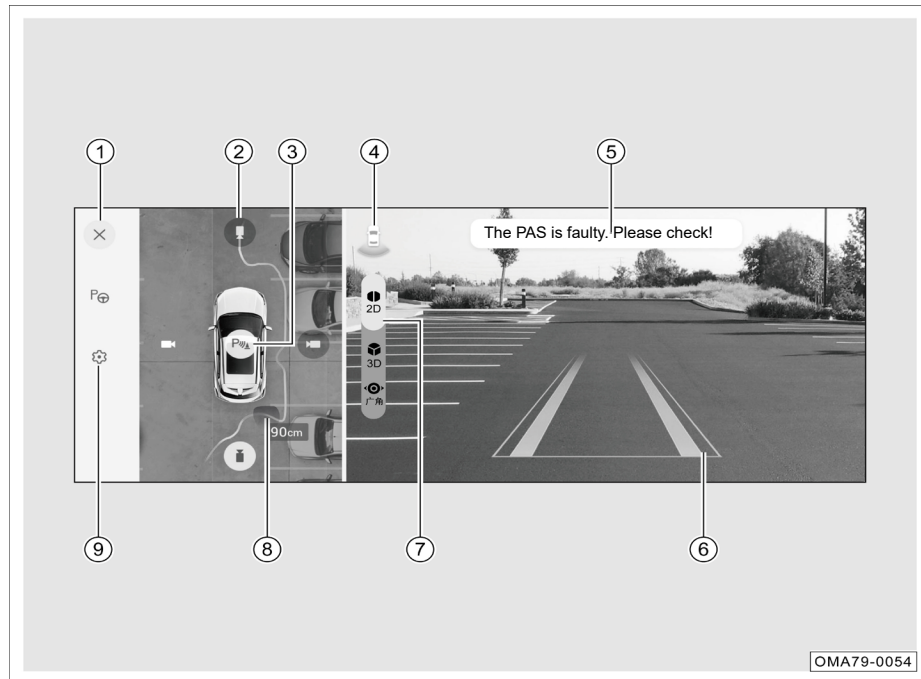 1
2
3
4
5
The PAS is faulty. Please check!
P
2D
P
3D
广角
90cm
9
8
7
6
OMA79-0054